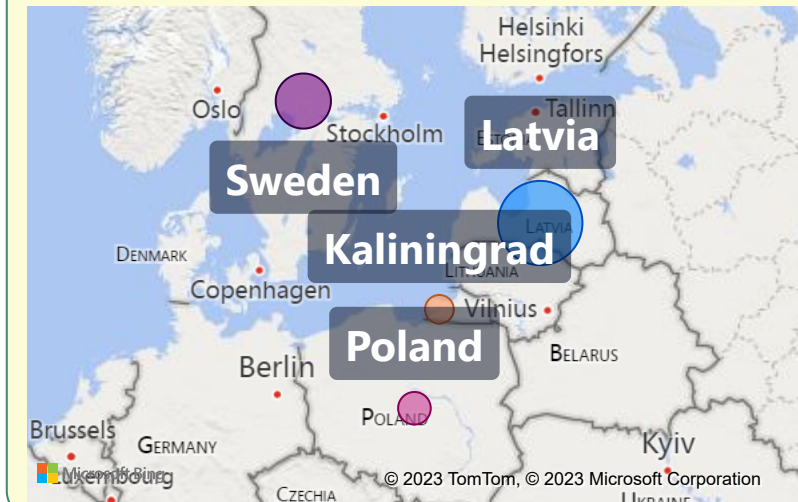 Helsinki
Helsingfors
Oslo
Tallinn
Stockholm
Latvia
Sweden
LATVIA
Kaliningrad
DENMARK
LITHUANIA
Copenhagen
Vilnius
Poland
BELARUS
Berlin
POLAND
Brussels
GERMANY
Kyiv
Microsoft Bing
Luxembourg
© 2023 TomTom, © 2023 Microsoft Corporation
CZECHIA
UKRAINE